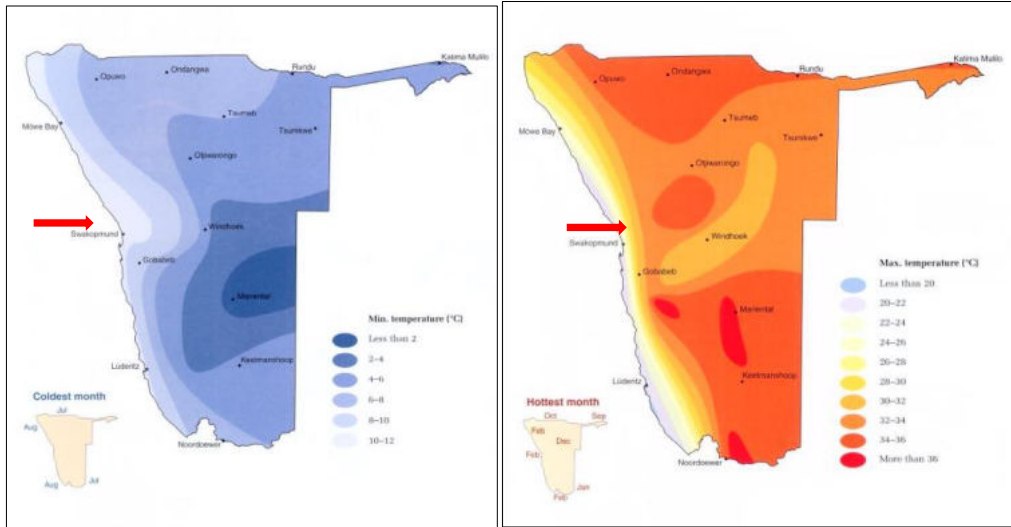 Katima Mulilo
Opuwo
Ondangwa
Rundu
Möwe Bay
Tsumeb
Tsumkwe
Otjiwarongo
Swakopmund
Windhoek
Gobabeb
Mariental
Min. temperature (°C)
Less than 2
2–4
4–6
6–8
8–10
10–12
Keetmanshoop
Lüderitz
Coldest month
Jul
Aug
Aug
Jul
Noordoewer
Katima Mulilo
Opuwo
Ondangwa
Rundu
Möwe Bay
Tsumeb
Tsumkwe
Otjiwarongo
Swakopmund
Windhoek
Gobabeb
Mariental
Max. temperature (°C)
Less than 20
20–22
22–24
24–26
26–28
28–30
30–32
32–34
34–36
More than 36
Keetmanshoop
Lüderitz
Hottest month
Oct
Sep
Feb
Dec
Feb
Jan
Feb
Noordoewer